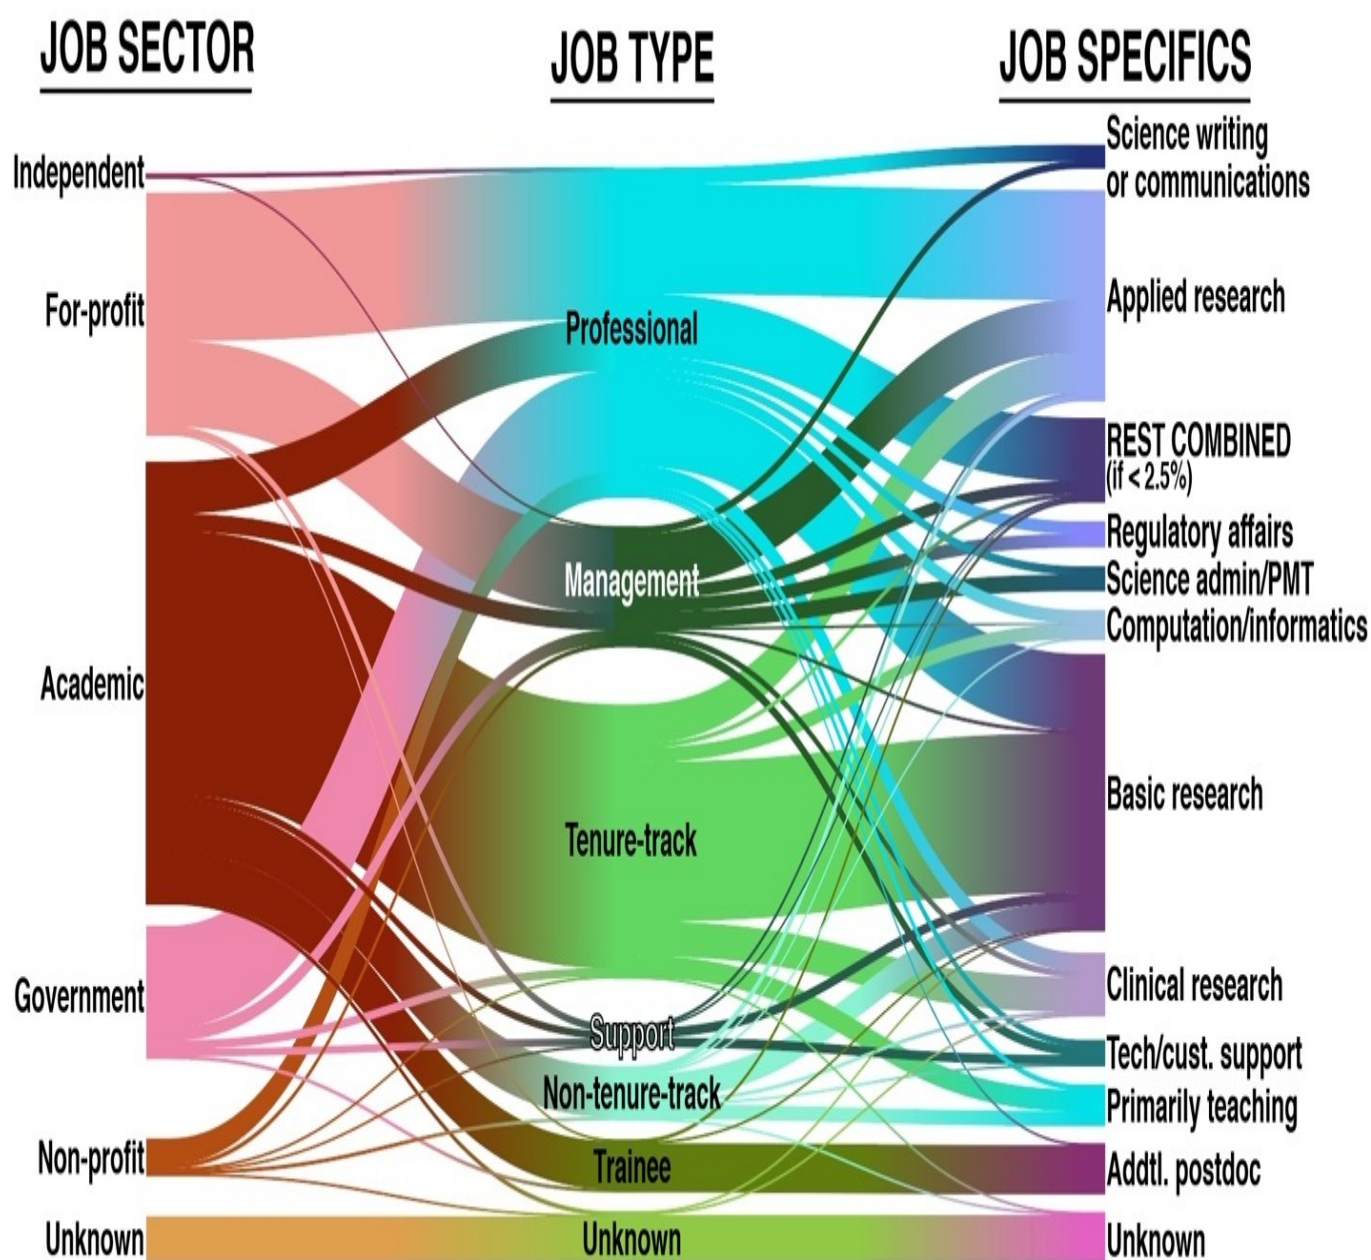 JOB SECTOR
JOB TYPE
JOB SPECIFICS
Independent
For-profit
Academic
Government
Non-profit
Unknown
Professional
Management
Tenure-track
Support
Non-tenure-track
Trainee
Unknown
Science writing
or communications
Applied research
REST COMBINED
(if < 2.5%)
Regulatory affairs
Science admin/PMT
Computation/informatics
Basic research
Clinical research
Tech/cust. support
Primarily teaching
Addtl. postdoc
Unknown